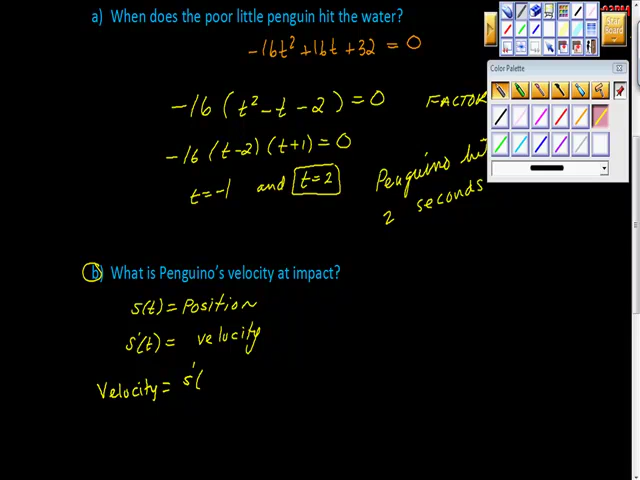 a) When does the poor little penguin hit the water?
-16t² + 16t + 32 = 0
-16 (t² - t - 2) = 0 FACTOR
-16 (t-2) (t+1) = 0
t = -1 and t = 2
Penguino hit
2 seconds
b) What is Penguino's velocity at impact?
s(t) = Position
s'(t) = velocity
Velocity = s'(
Color Palette
Start
Board